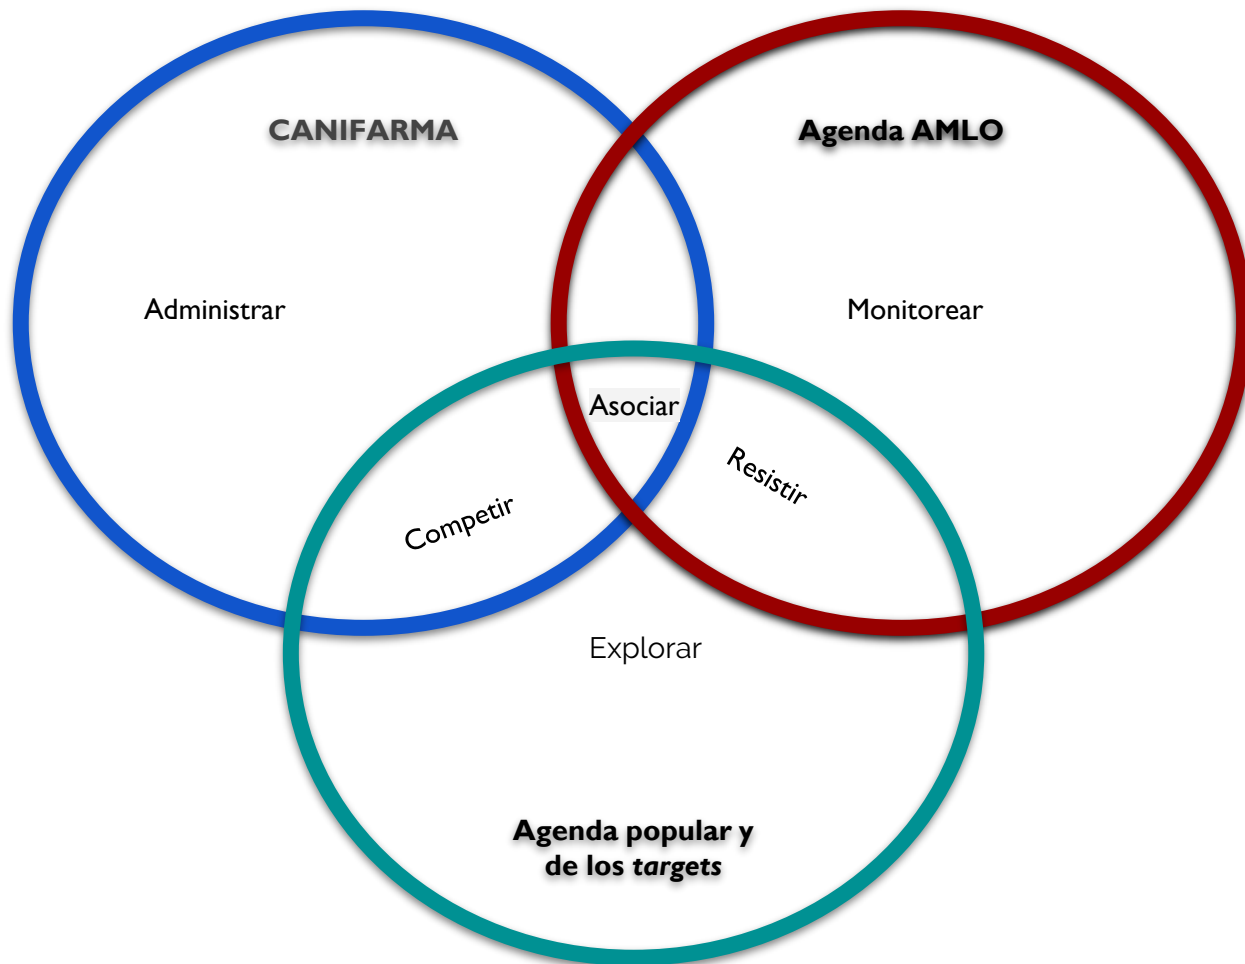 CANIFARMA
Agenda AMLO
Administrar
Monitorear
Asociar
Resistir
Competir
Explorar
Agenda popular y
de los targets